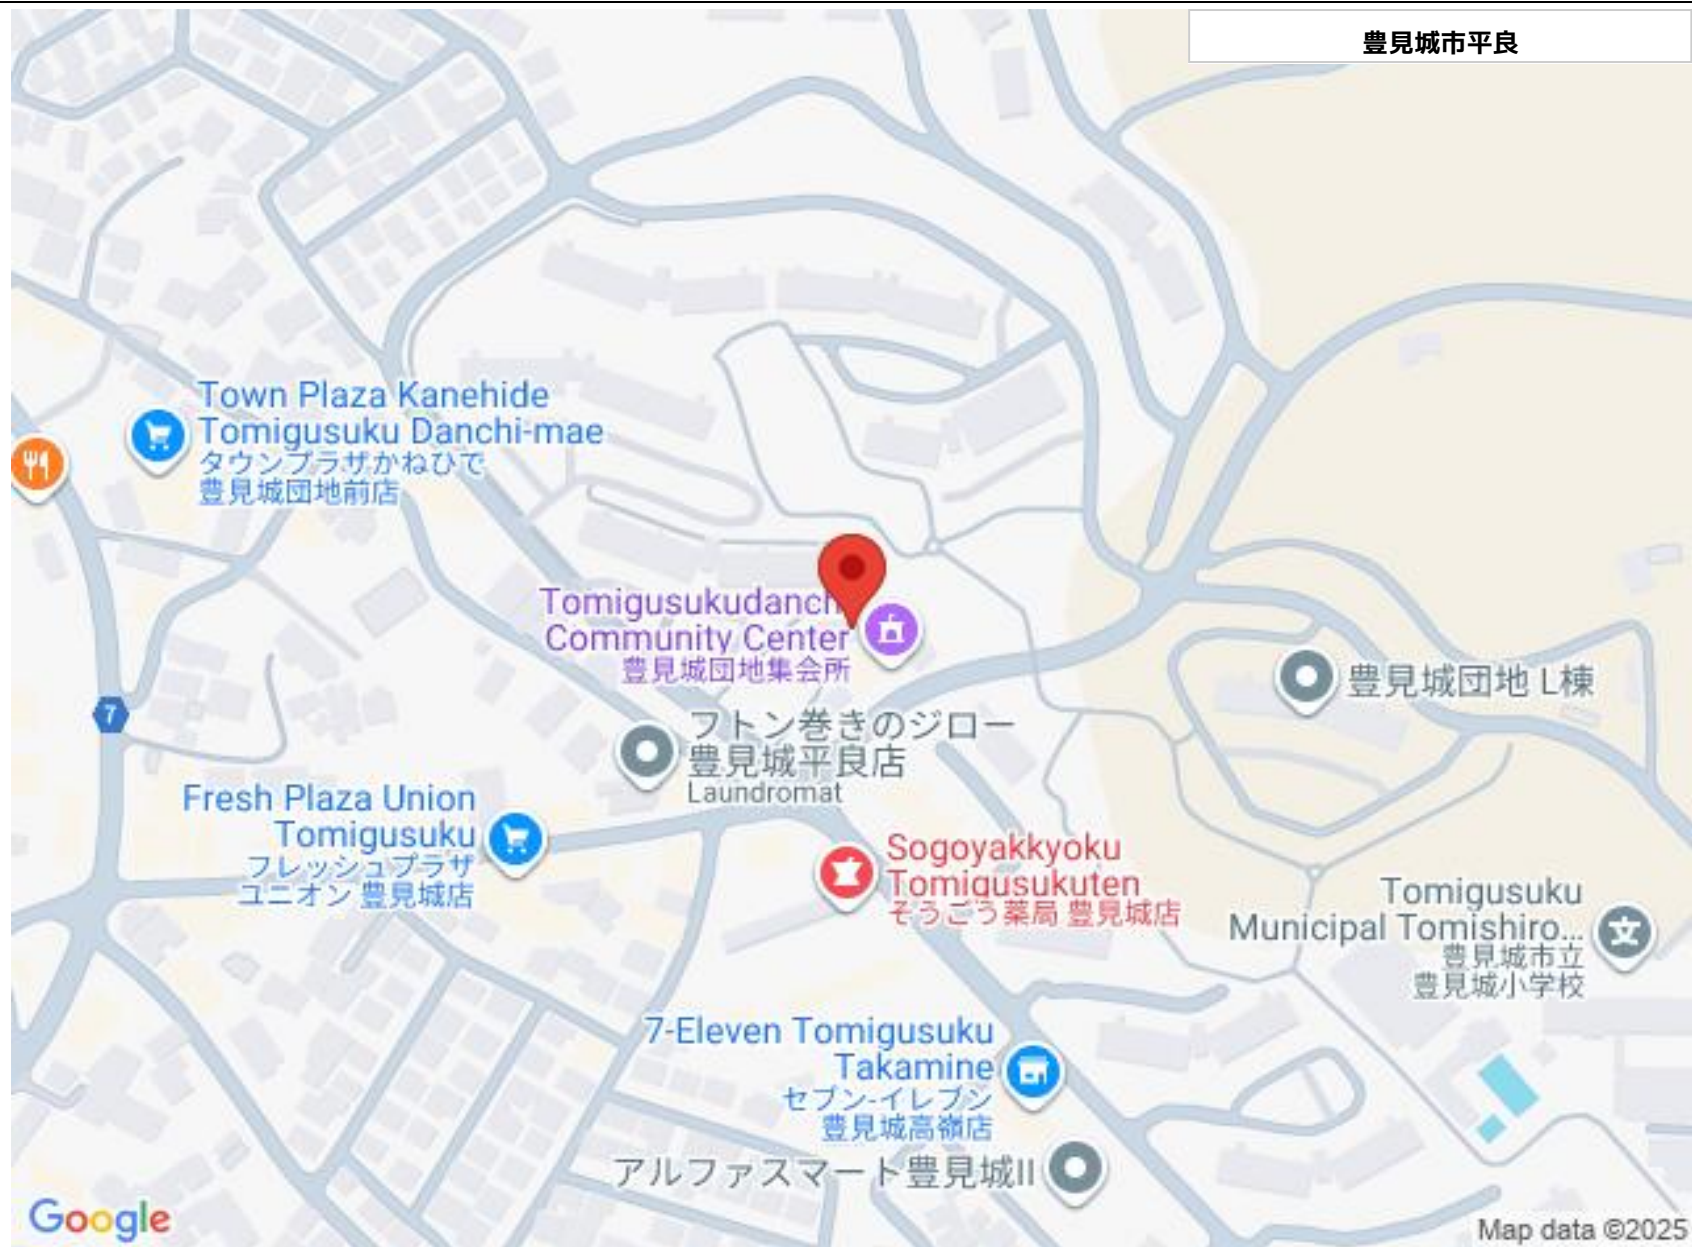 豊見城市平良
Town Plaza Kanehide
Tomigusuku Danchi-mae
タウンプラザかねひで
豊見城団地前店
Tomigusukudanch
Community Center
豊見城団地集会所
豊見城団地 L棟
7
フトン巻きのジロー
豊見城平良店
Laundromat
Fresh Plaza Union
Tomigusuku
フレッシュプラザ
ユニオン 豊見城店
Sogoyakkyoku
Tomigusukuten
そうごう薬局 豊見城店
Tomigusuku
Municipal Tomishiro...
豊見城市立
豊見城小学校
文
7-Eleven Tomigusuku
Takamine
セブン-イレブン
豊見城高嶺店
アルファスマート豊見城II
Google
Map data ©2025